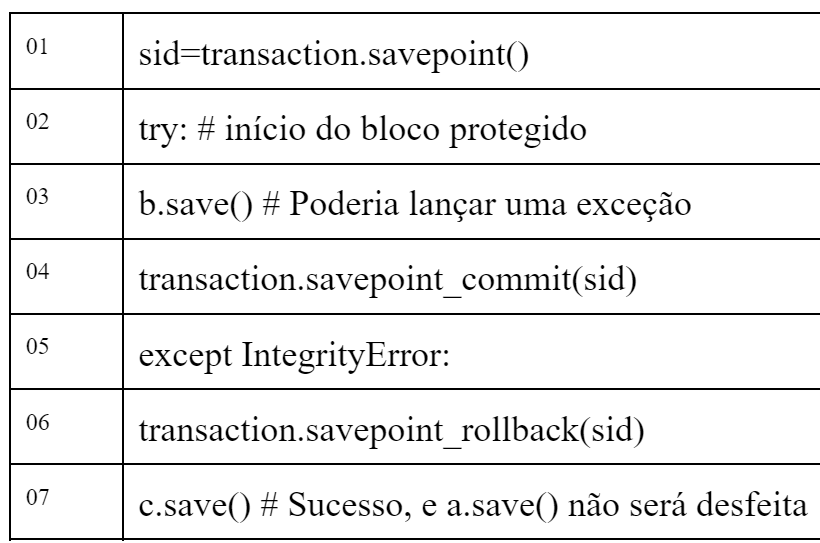 01 sid=transaction.savepoint()
02 try: # início do bloco protegido
03 b.save() # Poderia lançar uma exceção
04 transaction.savepoint_commit(sid)
05 except IntegrityError:
06 transaction.savepoint_rollback(sid)
07 c.save() # Sucesso, e a.save() não será desfeita